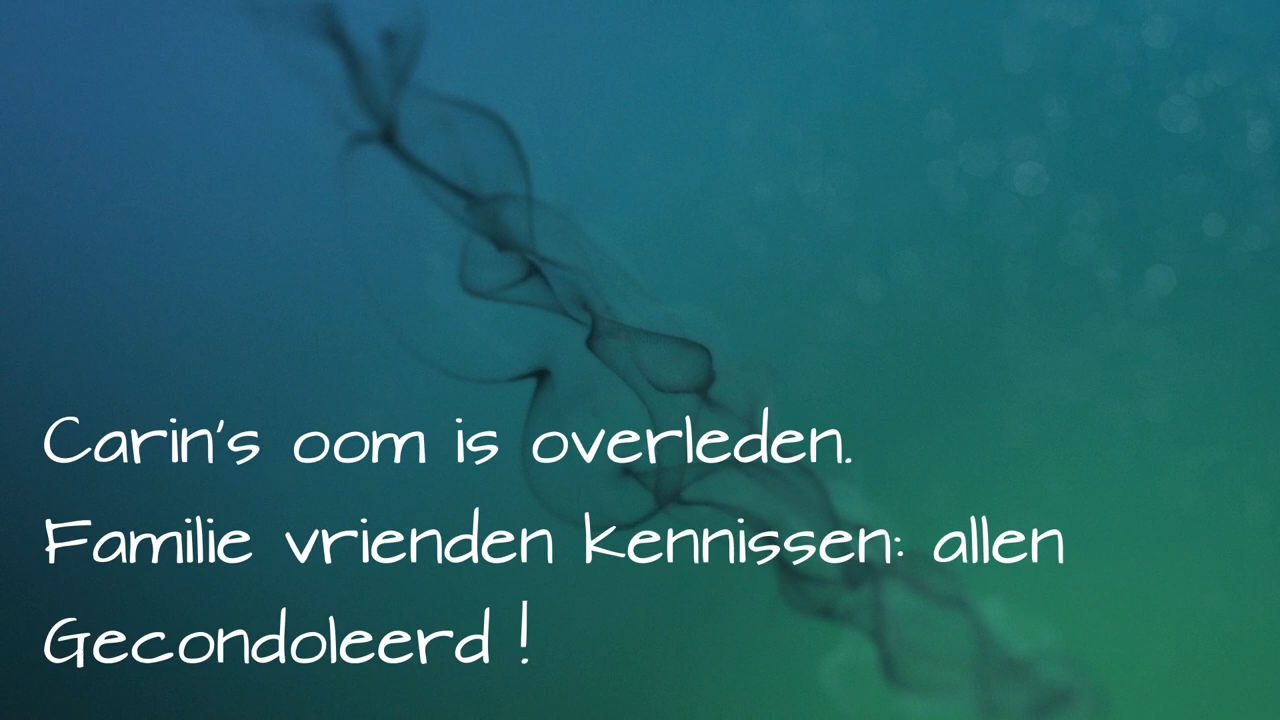 Carin's oom is overleden.
Familie vrienden kennissen: allen
Gecondoleerd !